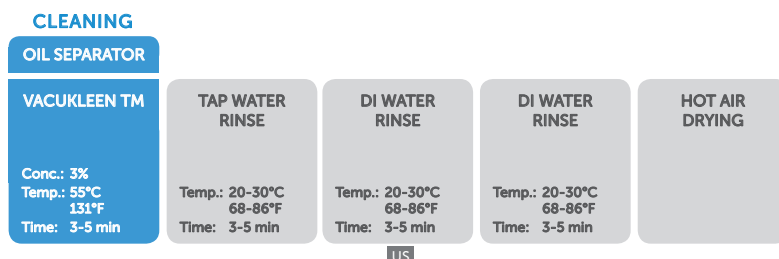 CLEANING
OIL SEPARATOR
VACUKLEEN TM
Conc.: 3%
Temp.: 55°C
131°F
Time: 3-5 min
TAP WATER
RINSE
Temp.: 20-30°C
68-86°F
Time: 3-5 min
DI WATER
RINSE
Temp.: 20-30°C
68-86°F
Time: 3-5 min
DI WATER
RINSE
Temp.: 20-30°C
68-86°F
Time: 3-5 min
HOT AIR
DRYING
US